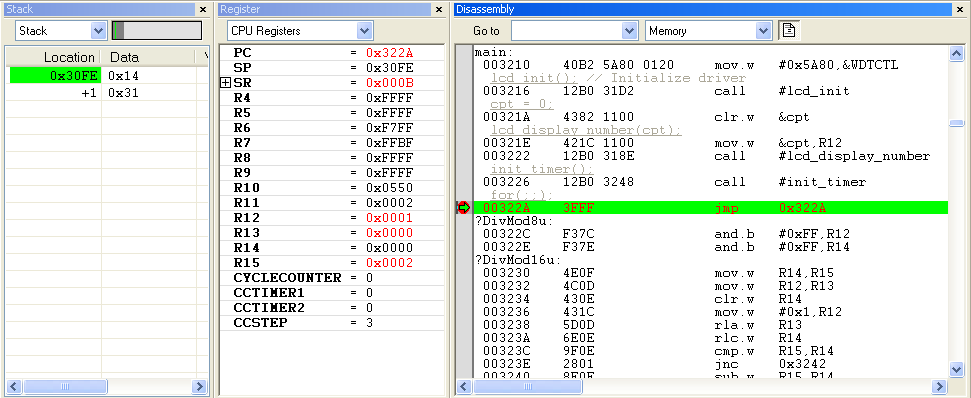 Stack
Stack
Location Data
0x30FE 0x14
+1 0x31
Register
CPU Registers
PC = 0x322A
SP = 0x30FE
SR = 0x000B
R4 = 0xFFFF
R5 = 0xFFFF
R6 = 0xF7FF
R7 = 0xFFBF
R8 = 0xFFFF
R9 = 0xFFFF
R10 = 0x0550
R11 = 0x0002
R12 = 0x0001
R13 = 0x0000
R14 = 0x0000
R15 = 0x0002
CYCLECOUNTER = 0
CCTIMER1 = 0
CCTIMER2 = 0
CCSTEP = 3
Disassembly
Go to Memory
main:
003210 40B2 5A80 0120 mov.w #0x5A80,&WDTCTL
lcd_init(); // Initialize driver
003216 12B0 31D2 call #lcd_init
cpt = 0;
00321A 4382 1100 clr.w &cpt
lcd_display_number(cpt);
00321E 421C 1100 mov.w &cpt,R12
003222 12B0 318E call #lcd_display_number
init_timer();
003226 12B0 3248 call #init_timer
for(;;);
00322A 3FFF jmp 0x322A
?DivMod8u:
00322C F37C and.b #0xFF,R12
00322E F37E and.b #0xFF,R14
?DivMod16u:
003230 4E0F mov.w R14,R15
003232 4C0D mov.w R12,R13
003234 430E clr.w R14
003236 431C mov.w #0x1,R12
003238 5D0D rla.w R13
00323A 6E0E rlc.w R14
00323C 9F0E cmp.w R15,R14
00323E 2801 jnc 0x3242
003240 8F0E sub.w R15,R14